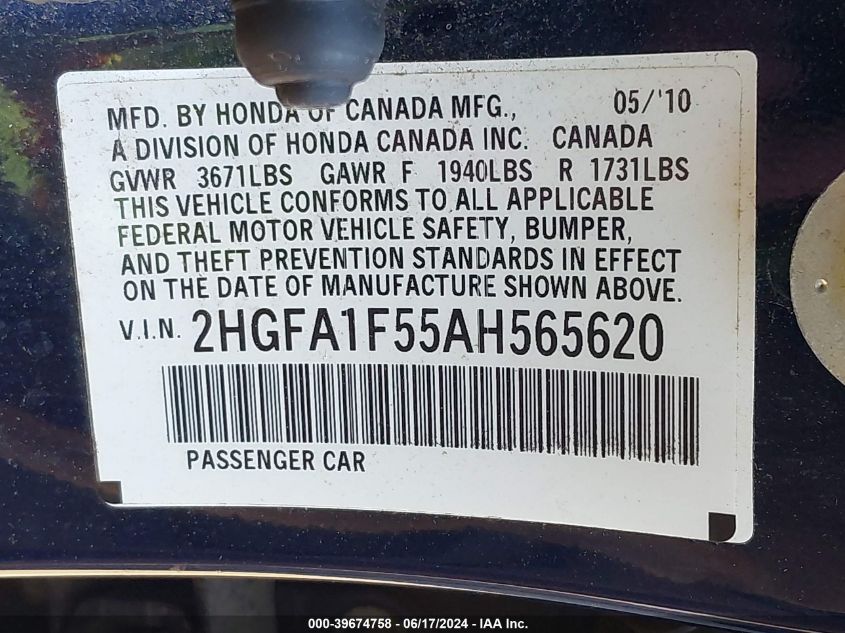 MFD. BY HONDA OF CANADA MFG., 05/'10
A DIVISION OF HONDA CANADA INC. CANADA
GVWR 3671LBS GAWR F 1940LBS R 1731LBS
THIS VEHICLE CONFORMS TO ALL APPLICABLE
FEDERAL MOTOR VEHICLE SAFETY, BUMPER,
AND THEFT PREVENTION STANDARDS IN EFFECT
ON THE DATE OF MANUFACTURE SHOWN ABOVE.
V.I.N. 2HGFA1F55AH565620
PASSENGER CAR
000-39674758 - 06/17/2024 - IAA Inc.